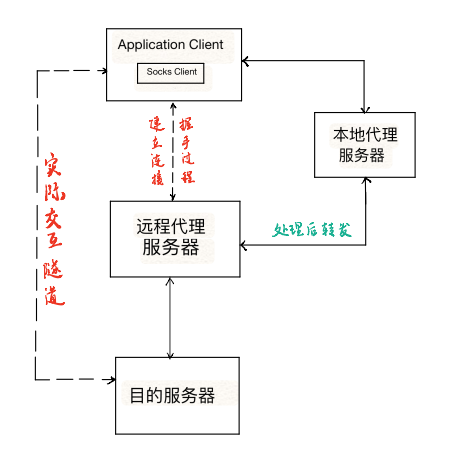 Application Client
Socks Client
本地代理
服务器
建立连接
握手过程
实际交互隧道
远程代理
服务器
处理后转发
目的服务器